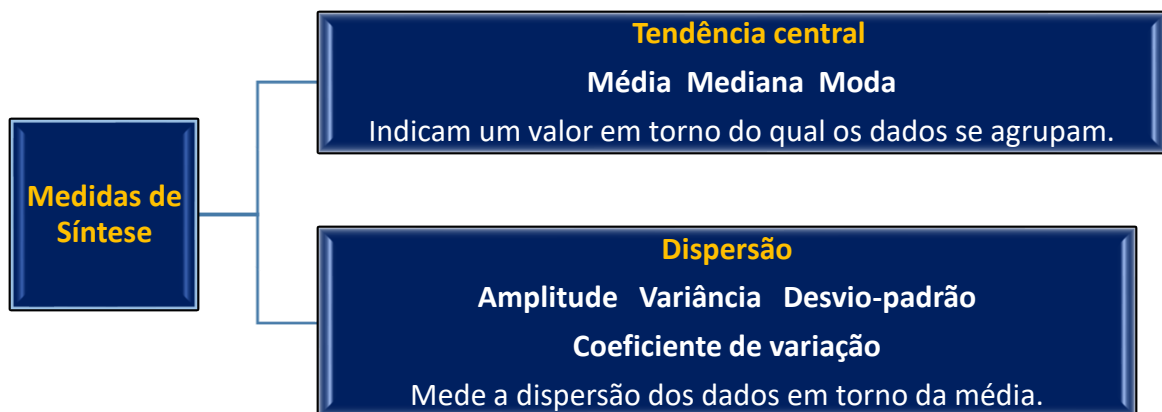 Medidas de
Síntese
Tendência central
Média Mediana Moda
Indicam um valor em torno do qual os dados se agrupam.
Dispersão
Amplitude Variância Desvio-padrão
Coeficiente de variação
Mede a dispersão dos dados em torno da média.